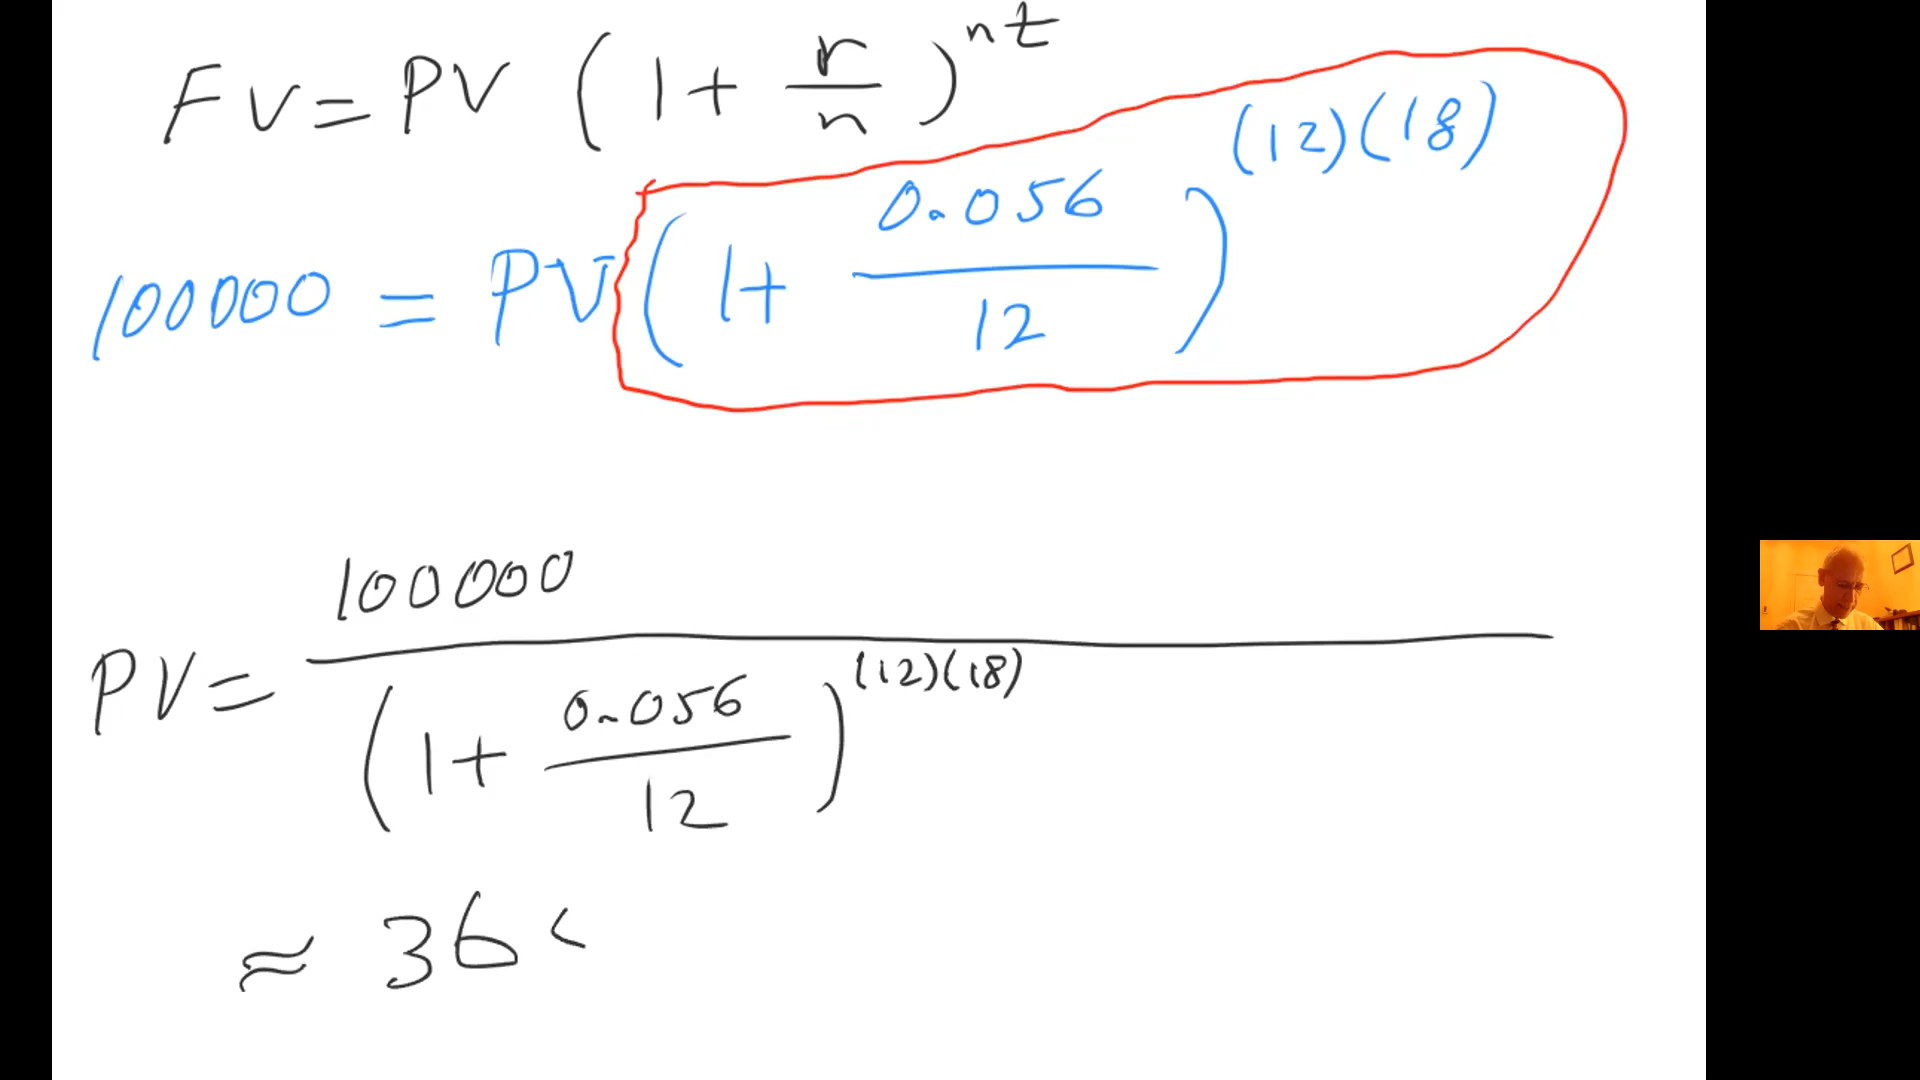 FV = PV (1 + r/n)^nt
100000 = PV (1 + 0.056/12)^(12)(18)
PV = 100000 / (1 + 0.056/12)^(12)(18)
≈ 36